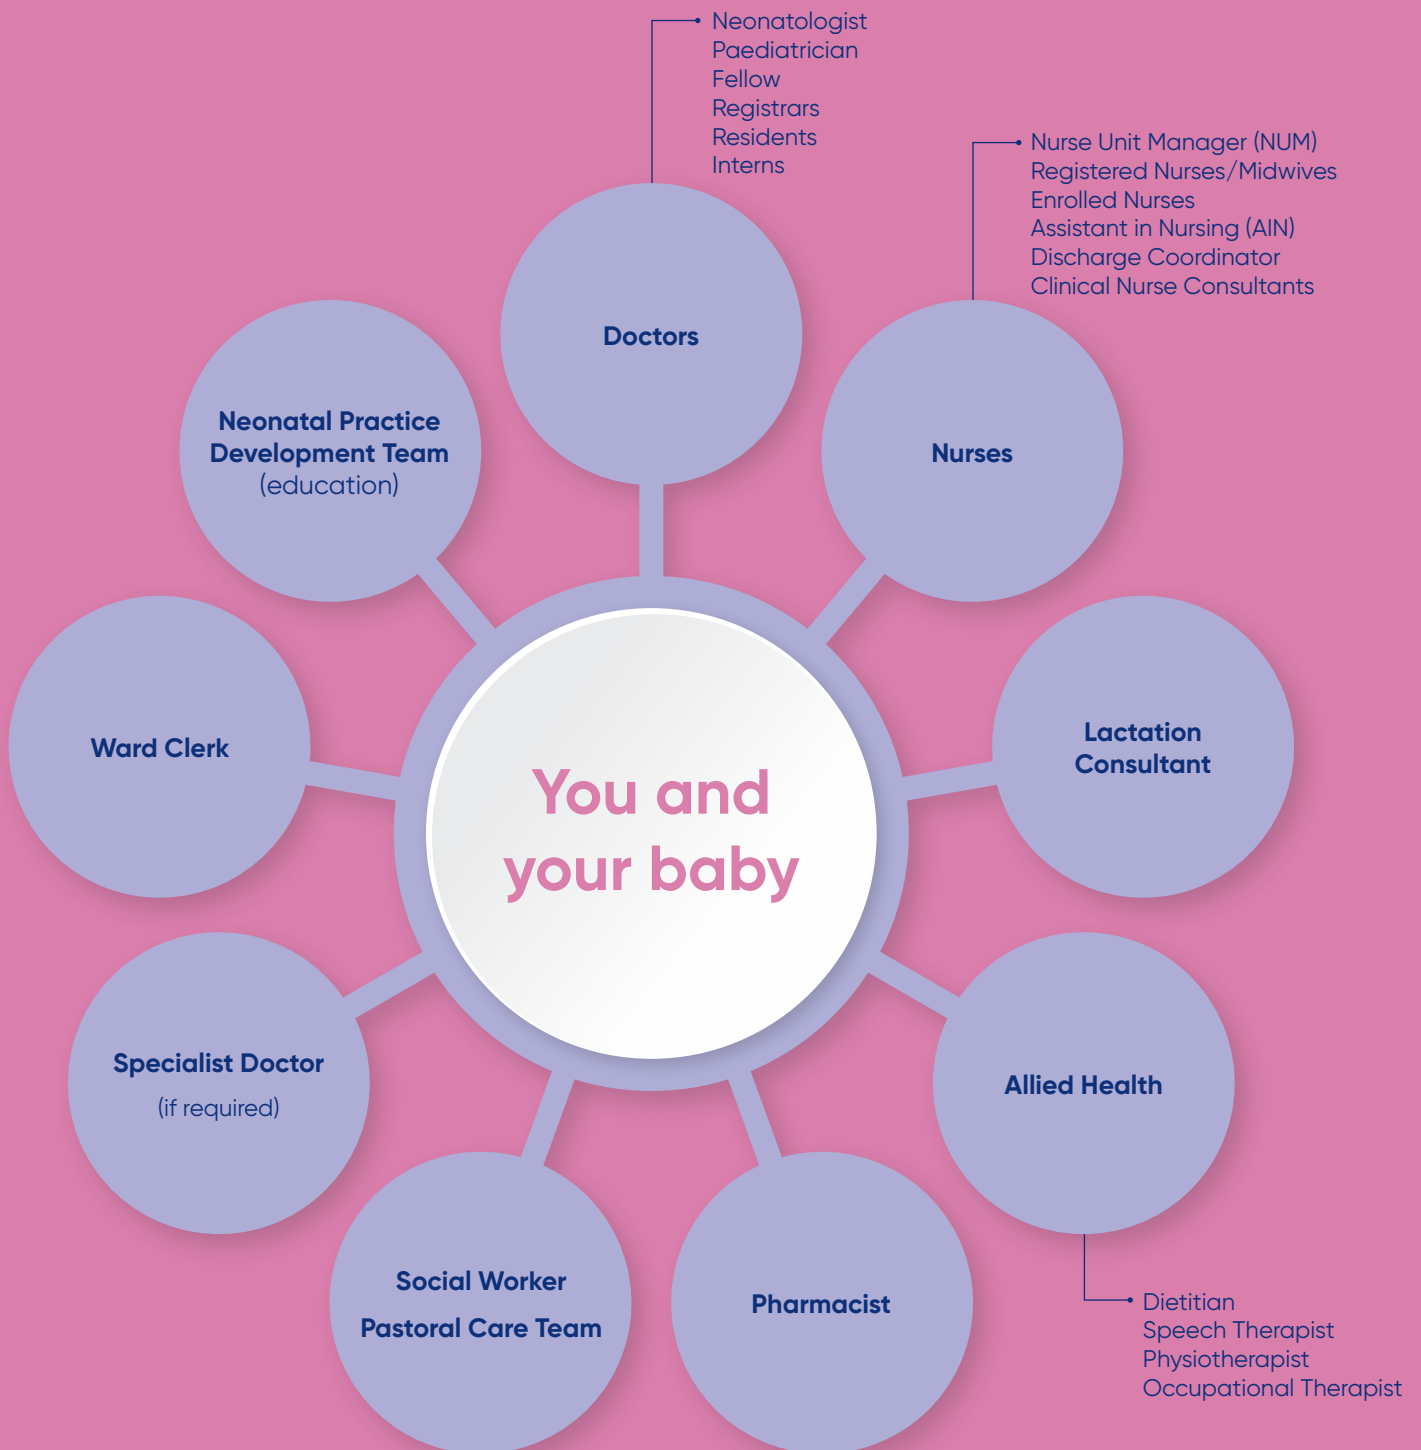 Neonatologist
Paediatrician
Fellow
Registrars
Residents
Interns
Nurse Unit Manager (NUM)
Registered Nurses/Midwives
Enrolled Nurses
Assistant in Nursing (AIN)
Discharge Coordinator
Clinical Nurse Consultants
Doctors
Nurses
Neonatal Practice
Development Team
(education)
Lactation
Consultant
Ward Clerk
You and
your baby
Specialist Doctor
(if required)
Allied Health
Social Worker
Pastoral Care Team
Pharmacist
Dietitian
Speech Therapist
Physiotherapist
Occupational Therapist